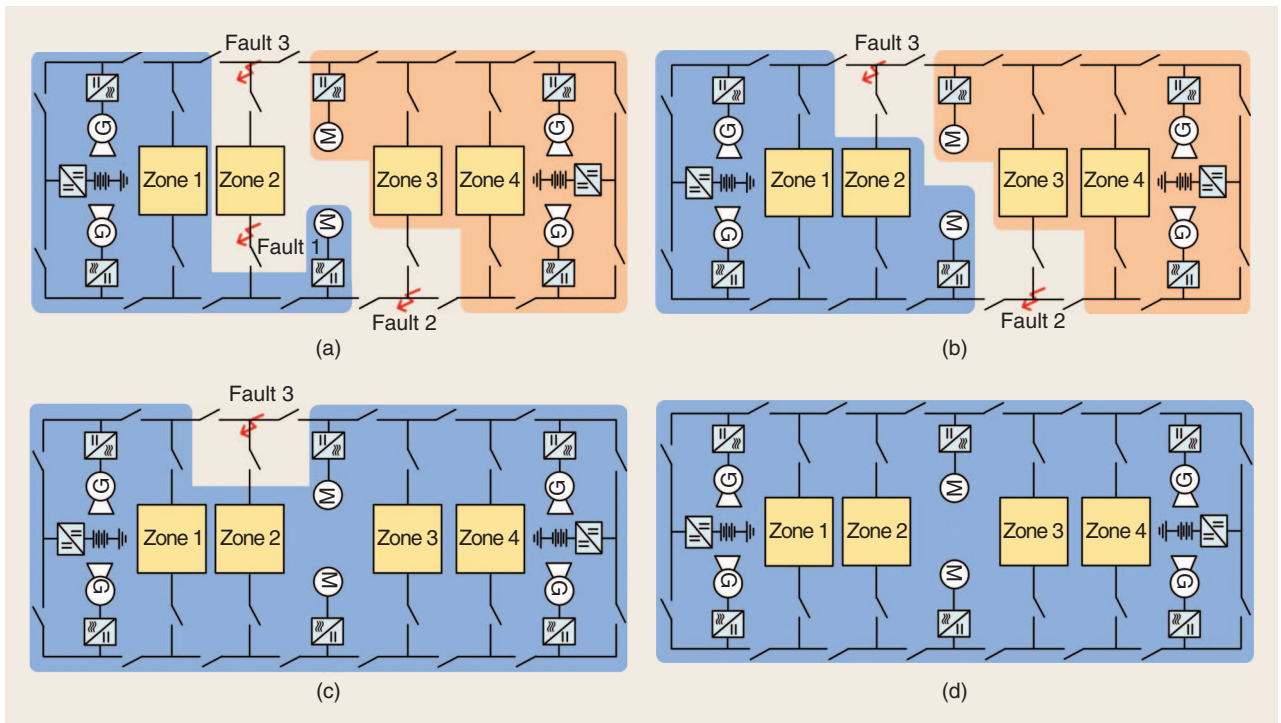 Fault 3
G
M
G
Zone 1
Zone 2
Zone 3
Zone 4
G
M
G
Fault 1
Fault 2
(a)
Fault 3
G
M
G
Zone 1
Zone 2
Zone 3
Zone 4
G
M
G
Fault 2
(b)
Fault 3
G
M
G
Zone 1
Zone 2
Zone 3
Zone 4
G
M
G
(c)
G
M
G
Zone 1
Zone 2
Zone 3
Zone 4
G
M
G
(d)